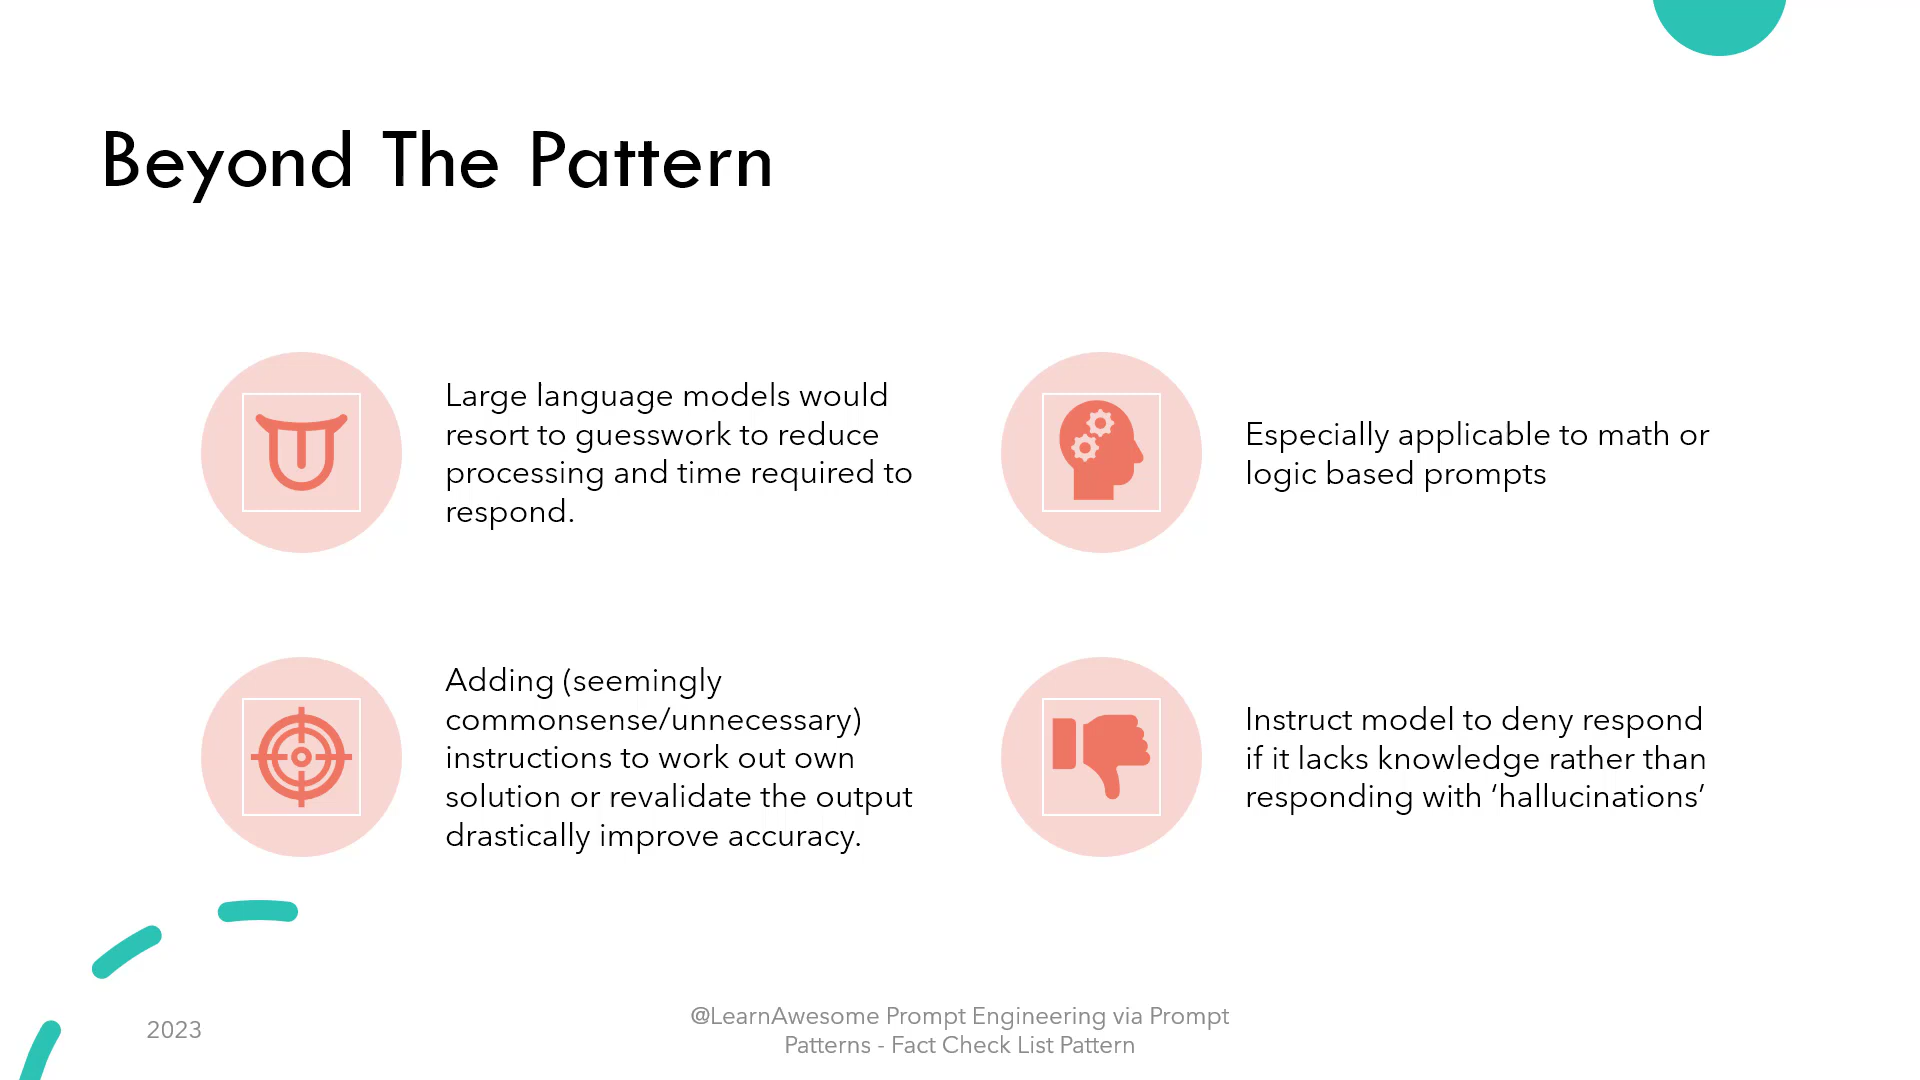 Beyond The Pattern
Large language models would
resort to guesswork to reduce
processing and time required to
respond.
Especially applicable to math or
logic based prompts
Adding (seemingly
commonsense/unnecessary)
instructions to work out own
solution or revalidate the output
drastically improve accuracy.
Instruct model to deny respond
if it lacks knowledge rather than
responding with ‘hallucinations’
2023
@LearnAwesome Prompt Engineering via Prompt
Patterns - Fact Check List Pattern